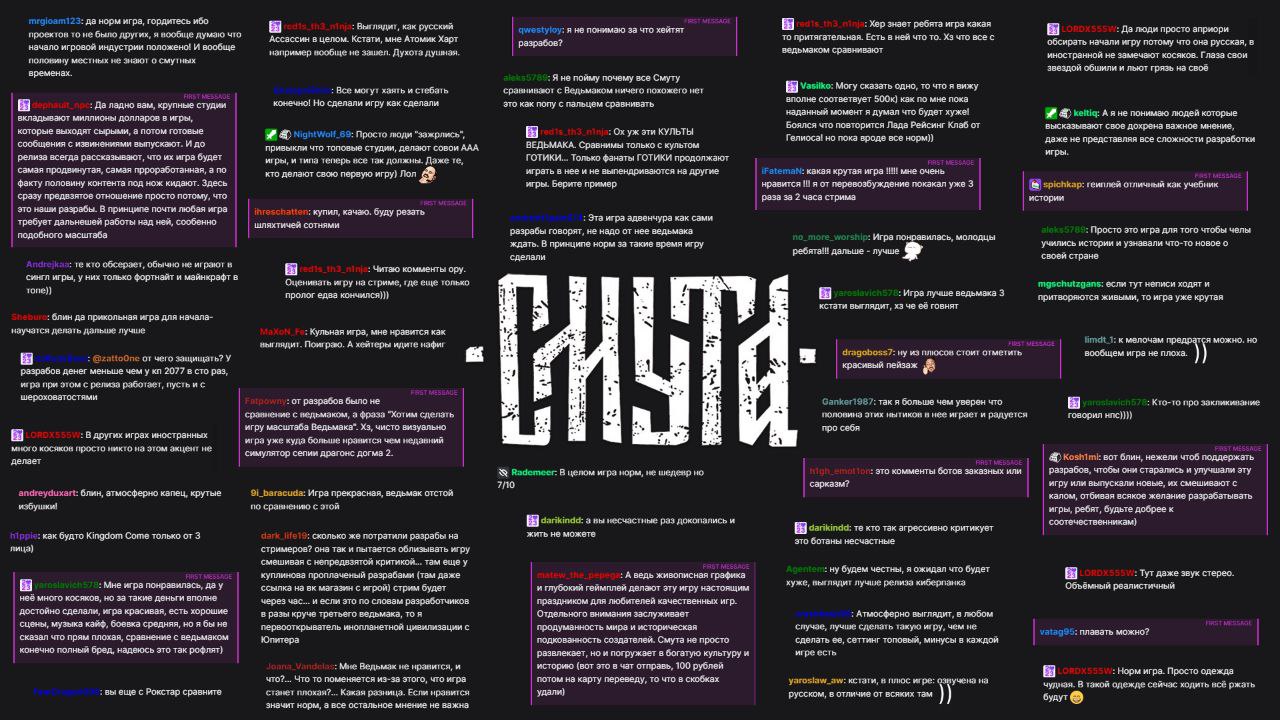 mrgioam123: да норм игра, гордитесь ибо
проектов то не было других, я вообще думаю что
начало игровой индустрии положено! И вообще
половину местных не знают о смутных
временах.
FIRST MESSAGE
dephault_npc: Да ладно вам, крупные студии
вкладывают миллионы долларов в игры,
которые выходят сырыми, а потом готовые
сообщения с извинениями выпускают. И до
релиза всегда рассказывают, что их игра будет
самая продвинутая, самая проработанная, а по
факту половину контента под нож кидают. Здесь
сразу предвзятое отношение просто потому, что
это наши разрабы. В принципе почти любая игра
требует дальнейшей работы над ней, сообенно
подобного масштаба
Andrejkaa: те кто обсерает, обычно не играют в
сингл игры, у них только фортнайт и майнкрафт в
топе))
Sheburo: блин да прикольная игра для начала-
научатся делать дальше лучше
@zatto0ne от чего защищать? У
разрабов денег меньше чем у кп 2077 в сто раз,
игра при этом с релиза работает, пусть и с
шероховатостями
LORDX555W: В других играх иностранных
много косяков просто никто на этом акцент не
делает
andreyduxart: блин, атмосферно капец, крутые
избушки!
h1ppie: как будто Kingdom Come только от 3
лица)
FIRST MESSAGE
yaroslavich578: Мне игра понравилась, да у
неё много косяков, но за такие деньги вполне
достойно сделали, игра красивая, есть хорошие
сцены, музыка кайф, боевка средняя, но я бы не
сказал что прям плохая, сравнение с ведьмаком
конечно полный бред, надеюсь это так рофлят)
вы еще с Рокстар сравните
red1s_th3_n1nja: Выглядит, как русский
Ассассин в целом. Кстати, мне Атомик Харт
например вообще не зашел. Духота душная.
Все могут хаять и стебать
конечно! Но сделали игру как сделали
NightWolf_69: Просто люди "зажрлись",
привыкли что топовые студии, делают совои ААА
игры, и типа теперь все так должны. Даже те,
кто делают свою первую игру) Лол
FIRST MESSAGE
ihreschatten: купил, качаю. буду резать
шляхтичей сотнями
red1s_th3_n1nja: Читаю комменты ору.
Оценивать игру на стриме, где еще только
пролог едва кончился)))
MaXoN_Fe: Кульная игра, мне нравится как
выглядит. Поиграю. А хейтеры идите нафиг
FIRST MESSAGE
Fatpowny: от разрабов было не
сравнение с ведьмаком, а фраза "Хотим сделать
игру масштаба Ведьмака". Хз, чисто визуально
игра уже куда больше нравится чем недавний
симулятор сепии драгонс догма 2.
9i_baracuda: Игра прекрасная, ведьмак отстой
по сравнению с этой
dark_life19: сколько же потратили разрабы на
стримеров? она так и пытается облизывать игру
смешивая с непредвзятой критикой... там еще у
куплинова проплаченый разрабами (там даже
ссылка на вк магазин с игрой) стрим будет
через час... и если это по словам разработчиков
в разы круче третьего ведьмака, то я
первооткрыватель инопланетной цивилизации с
Юпитера
Joana_Vandelas: Мне Ведьмак не нравится, и
что?... Что то поменяется из-за этого, что игра
станет плохая?... Какая разница. Если нравится
значит норм, а все остальное мнение не важна
FIRST MESSAGE
qwestyloy: я не понимаю за что хейтят
разрабов?
aleks5789: Я не пойму почему все Смуту
сравнивают с Ведьмаком ничего похожего нет
это как попу с пальцем сравнивать
red1s_th3_n1nja: Ох уж эти КУЛЬТЫ
ВЕДЬМАКА. Сравнимы только с культом
ГОТИКИ... Только фанаты ГОТИКИ продолжают
играть в нее и не выпендриваются на другие
игры. Берите пример
Эта игра адвенчура как сами
разрабы говорят, не надо от нее ведьмака
ждать. В принципе норм за такие время игру
сделали
СМУТА
Rademeer: В целом игра норм, не шедевр но
7/10
darikindd: а вы несчастные раз докопались и
жить не можете
FIRST MESSAGE
matew_the_pepega: А ведь живописная графика
и глубокий геймплей делают эту игру настоящим
праздником для любителей качественных игр.
Отдельного внимания заслуживает
продуманность мира и историческая
подкованность создателей. Смута не просто
развлекает, но и погружает в богатую культуру и
историю (вот это в чат отправь, 100 рублей
потом на карту переведу, то что в скобках
удали)
red1s_th3_n1nja: Хер знает ребята игра какая
то притягательная. Есть в ней что то. Хз что все с
ведьмаком сравнивают
Vasilko: Могу сказать одно, то что я вижу
вполне соответвует 500к) как по мне пока
наданный момент я думал что будет хуже!
Боялся что повторится Лада Рейсинг Клаб от
Гелиоса! но пока вроде все норм))
FIRST MESSAGE
iFatemaN: какая крутая игра !!!!! мне очень
нравится !!! я от перевозбуждение покакал уже 3
раза за 2 часа стрима
no_more_worship: Игра понравилась, молодцы
ребята!!! дальше - лучше
yaroslavich578: Игра лучше ведьмака 3
кстати выглядит, хз че её говнят
FIRST MESSAGE
dragoboss7: ну из плюсов стоит отметить
красивый пейзаж
Ganker1987: так я больше чем уверен что
половина этих нытиков в нее играет и радуется
про себя
FIRST MESSAGE
h1gh_emot1on: это комменты ботов заказных или
сарказм?
darikindd: те кто так агрессивно критикует
это ботаны несчастные
Agentem: ну будем честны, я ожидал что будет
хуже, выглядит лучше релиза киберпанка
Атмосферно выглядит, в любом
случае, лучше сделать такую игру, чем не
сделать ее, сеттинг топовый, минусы в каждой
игре есть
yaroslaw_aw: кстати, в плюс игре: озвучена на
русском, в отличие от всяких там ))
LORDX555W: Да люди просто априори
обсирать начали игру потому что она русская, в
иностранной не замечают косяков. Глаза свои
звездой обшили и льют грязь на своё
keltiq: А я не понимаю людей которые
высказывают свое дохрена важное мнение,
даже не представляя все сложности разработки
игры.
FIRST MESSAGE
spichkap: геиплей отличный как учебник
истории
aleks5789: Просто это игра для того чтобы челы
учились истории и узнавали что-то новое о
своей стране
mgschutzgans: если тут неписи ходят и
притворяются живыми, то игра уже крутая
limdt_1: к мелочам предратся можно. но
вообщем игра не плоха. ))
yaroslavich578: Кто-то про закликивание
говорил нпс))))
FIRST MESSAGE
Kosh1mi: вот блин, нежели чтоб поддержать
разрабов, чтобы они старались и улучшали эту
игру или выпускали новые, их смешивают с
калом, отбивая всякое желание разрабатывать
игры, ребят, будьте добрее к
соотечественникам)
LORDX555W: Тут даже звук стерео.
Объёмный реалистичный
FIRST MESSAGE
vatag95: плавать можно?
LORDX555W: Норм игра. Просто одежда
чудная. В такой одежде сейчас ходить всё ржать
будут